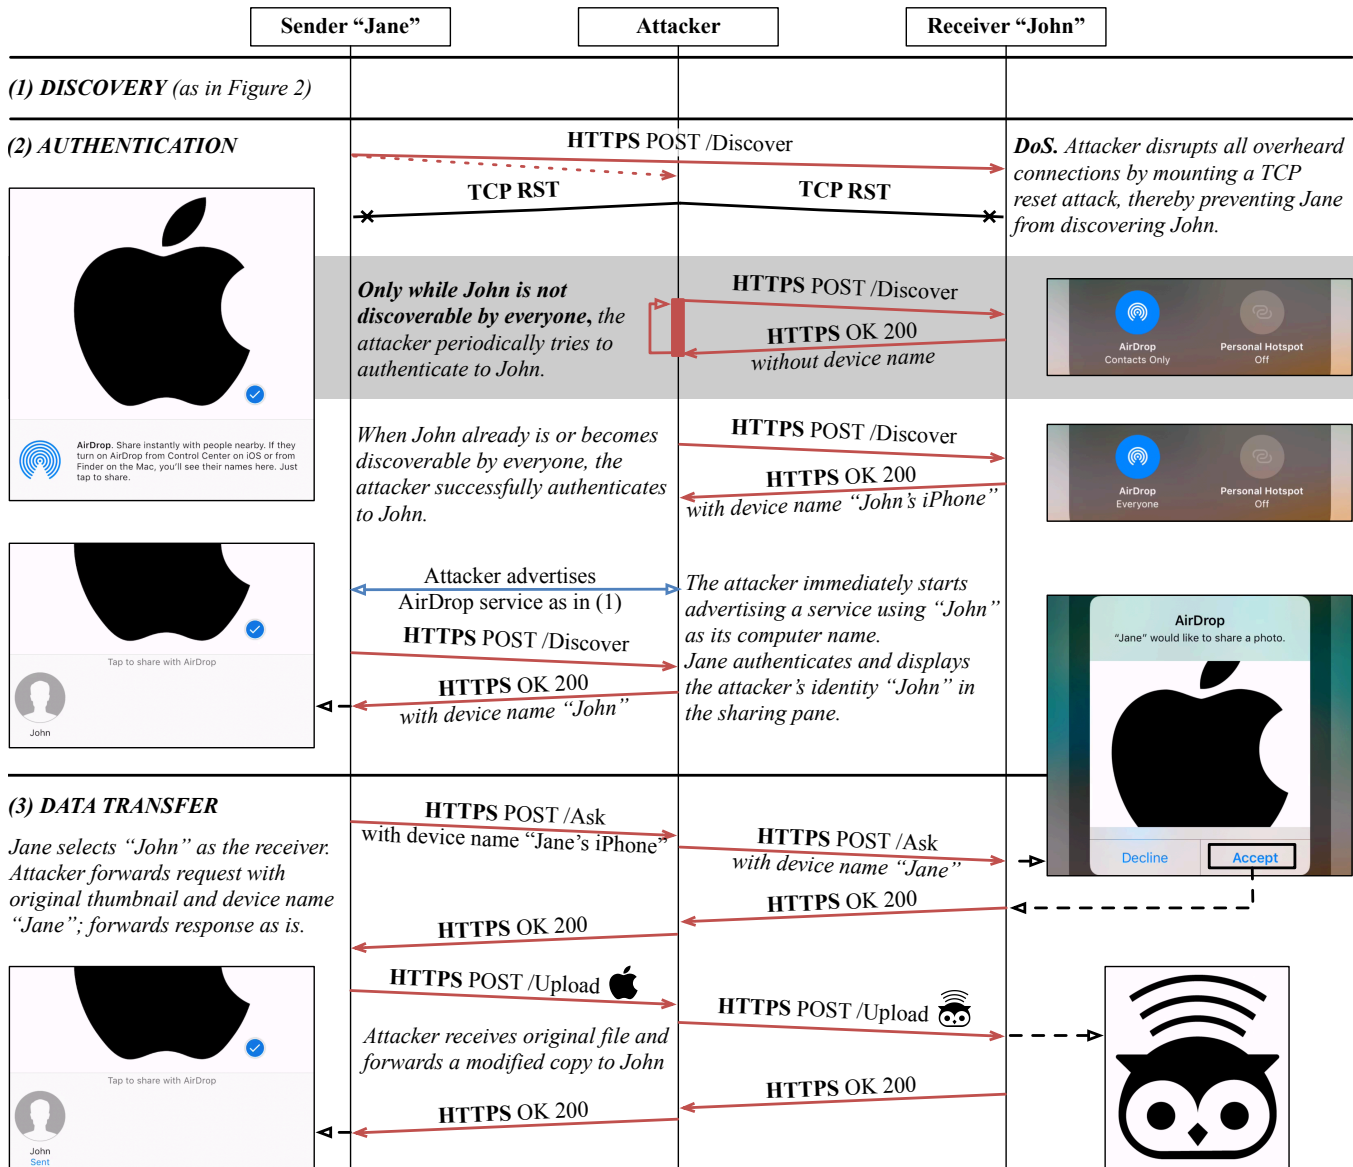 Sender “Jane”
Attacker
Receiver “John”
(1) DISCOVERY (as in Figure 2)
(2) AUTHENTICATION
HTTPS POST /Discover
TCP RST
TCP RST
DoS. Attacker disrupts all overheard
connections by mounting a TCP
reset attack, thereby preventing Jane
from discovering John.
Only while John is not
discoverable by everyone, the
attacker periodically tries to
authenticate to John.
HTTPS POST /Discover
HTTPS OK 200
without device name
AirDrop
Contacts Only
Personal Hotspot
Off
AirDrop. Share instantly with people nearby. If they
turn on AirDrop from Control Center on iOS or from
Finder on the Mac, you’ll see their names here. Just
tap to share.
When John already is or becomes
discoverable by everyone, the
attacker successfully authenticates
to John.
HTTPS POST /Discover
HTTPS OK 200
with device name “John’s iPhone”
AirDrop
Everyone
Personal Hotspot
Off
Tap to share with AirDrop
John
Attacker advertises
AirDrop service as in (1)
HTTPS POST /Discover
HTTPS OK 200
with device name “John”
The attacker immediately starts
advertising a service using “John”
as its computer name.
Jane authenticates and displays
the attacker’s identity “John” in
the sharing pane.
AirDrop
“Jane” would like to share a photo.
Decline
Accept
(3) DATA TRANSFER
Jane selects “John” as the receiver.
Attacker forwards request with
original thumbnail and device name
“Jane”; forwards response as is.
HTTPS POST /Ask
with device name “Jane’s iPhone”
HTTPS POST /Ask
with device name “Jane”
HTTPS OK 200
HTTPS OK 200
HTTPS POST /Upload
HTTPS POST /Upload
Attacker receives original file and
forwards a modified copy to John
HTTPS OK 200
HTTPS OK 200
Tap to share with AirDrop
John
Sent